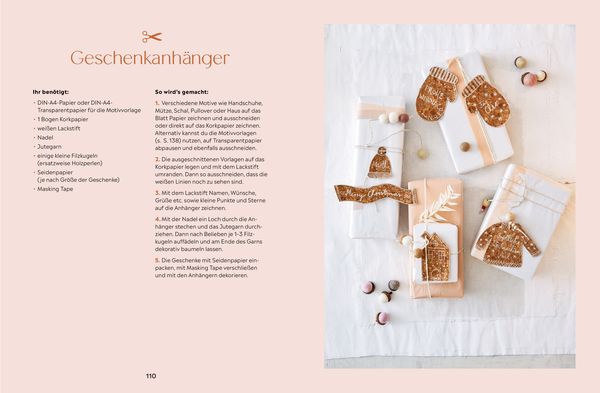 Geschenkanhänger
Ihr benötigt:
• DIN-A4-Papier oder DIN-A4-
Transparentpapier für die Motivvorlage
• 1 Bogen Korkpapier
• weißen Lackstift
• Nadel
• Jutegarn
• einige kleine Filzkugeln
(ersatzweise Holzperlen)
• Seidenpapier
(je nach Größe der Geschenke)
• Masking Tape
So wird's gemacht:
1. Verschiedene Motive wie Handschuhe,
Mütze, Schal, Pullover oder Haus auf das
Blatt Papier zeichnen und ausschneiden
oder direkt auf das Korkpapier zeichnen.
Alternativ kannst du die Motivvorlagen
(s. S. 138) nutzen, auf Transparentpapier
abpausen und ebenfalls ausschneiden.
2. Die ausgeschnittenen Vorlagen auf das
Korkpapier legen und mit dem Lackstift
umranden. Dann so ausschneiden, dass die
weißen Linien noch zu sehen sind.
3. Mit dem Lackstift Namen, Wünsche,
Grüße etc. sowie kleine Punkte und Sterne
auf die Anhänger zeichnen.
4. Mit der Nadel ein Loch durch die An-
hänger stechen und das Jutegarn durch-
ziehen. Dann nach Belieben je 1-3 Filz-
kugeln auffädeln und am Ende des Garns
dekorativ baumeln lassen.
5. Die Geschenke mit Seidenpapier ein-
packen, mit Masking Tape verschließen
und mit den Anhängern dekorieren.
110
Merry Christmas